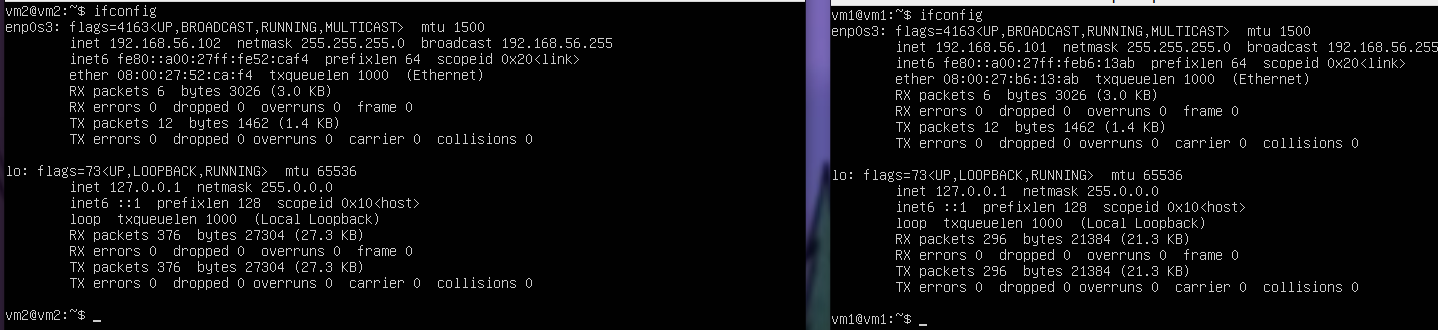 vm2@vm2:~$ ifconfig
enp0s3: flags=4163<UP,BROADCAST,RUNNING,MULTICAST>  mtu 1500
        inet 192.168.56.102  netmask 255.255.255.0  broadcast 192.168.56.255
        inet6 fe80::a00:27ff:fe52:caf4  prefixlen 64  scopeid 0x20<link>
        ether 08:00:27:52:ca:f4  txqueuelen 1000  (Ethernet)
        RX packets 6  bytes 3026 (3.0 KB)
        RX errors 0  dropped 0  overruns 0  frame 0
        TX packets 12  bytes 1462 (1.4 KB)
        TX errors 0  dropped 0 overruns 0  carrier 0  collisions 0
lo: flags=73<UP,LOOPBACK,RUNNING>  mtu 65536
        inet 127.0.0.1  netmask 255.0.0.0
        inet6 ::1  prefixlen 128  scopeid 0x10<host>
        loop  txqueuelen 1000  (Local Loopback)
        RX packets 376  bytes 27304 (27.3 KB)
        RX errors 0  dropped 0  overruns 0  frame 0
        TX packets 376  bytes 27304 (27.3 KB)
        TX errors 0  dropped 0 overruns 0  carrier 0  collisions 0
vm2@vm2:~$ _
vm1@vm1:~$ ifconfig
enp0s3: flags=4163<UP,BROADCAST,RUNNING,MULTICAST>  mtu 1500
        inet 192.168.56.101  netmask 255.255.255.0  broadcast 192.168.56.255
        inet6 fe80::a00:27ff:feb6:13ab  prefixlen 64  scopeid 0x20<link>
        ether 08:00:27:b6:13:ab  txqueuelen 1000  (Ethernet)
        RX packets 6  bytes 3026 (3.0 KB)
        RX errors 0  dropped 0  overruns 0  frame 0
        TX packets 12  bytes 1462 (1.4 KB)
        TX errors 0  dropped 0 overruns 0  carrier 0  collisions 0
lo: flags=73<UP,LOOPBACK,RUNNING>  mtu 65536
        inet 127.0.0.1  netmask 255.0.0.0
        inet6 ::1  prefixlen 128  scopeid 0x10<host>
        loop  txqueuelen 1000  (Local Loopback)
        RX packets 296  bytes 21384 (21.3 KB)
        RX errors 0  dropped 0  overruns 0  frame 0
        TX packets 296  bytes 21384 (21.3 KB)
        TX errors 0  dropped 0 overruns 0  carrier 0  collisions 0
vm1@vm1:~$ _